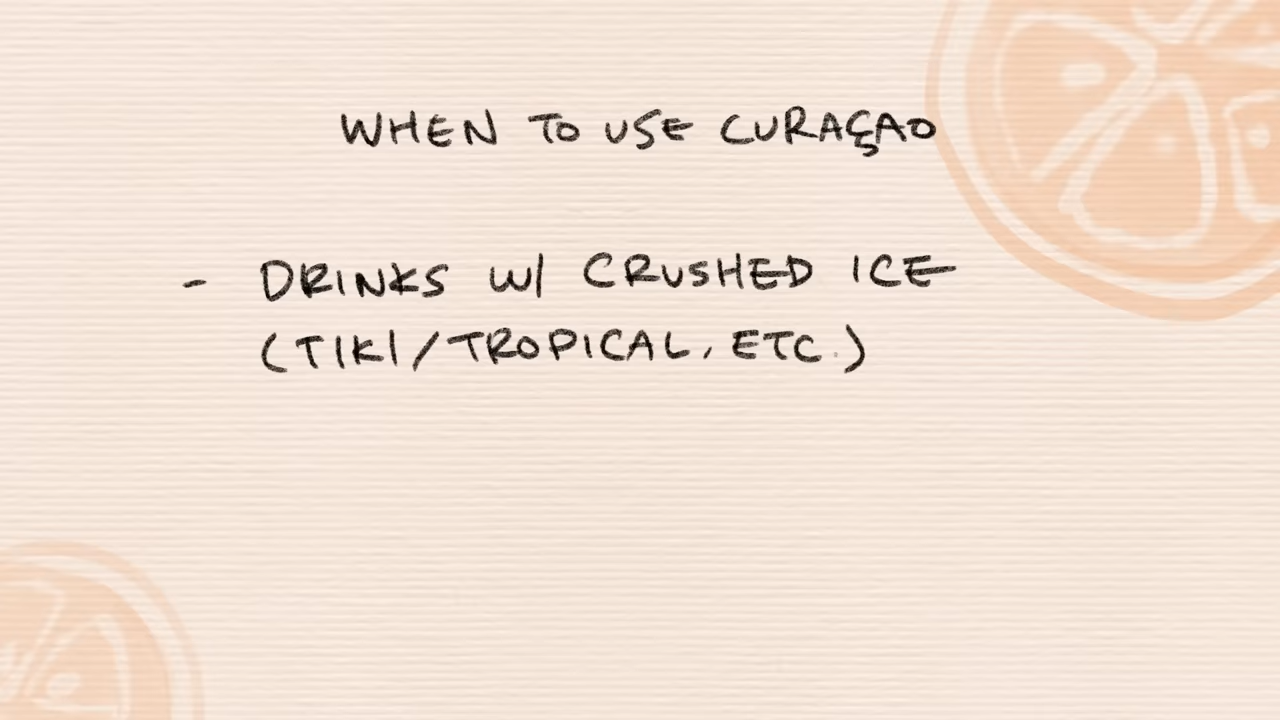 WHEN TO USE CURAÇAO
- DRINKS W/ CRUSHED ICE
(TIKI/TROPICAL, ETC.)